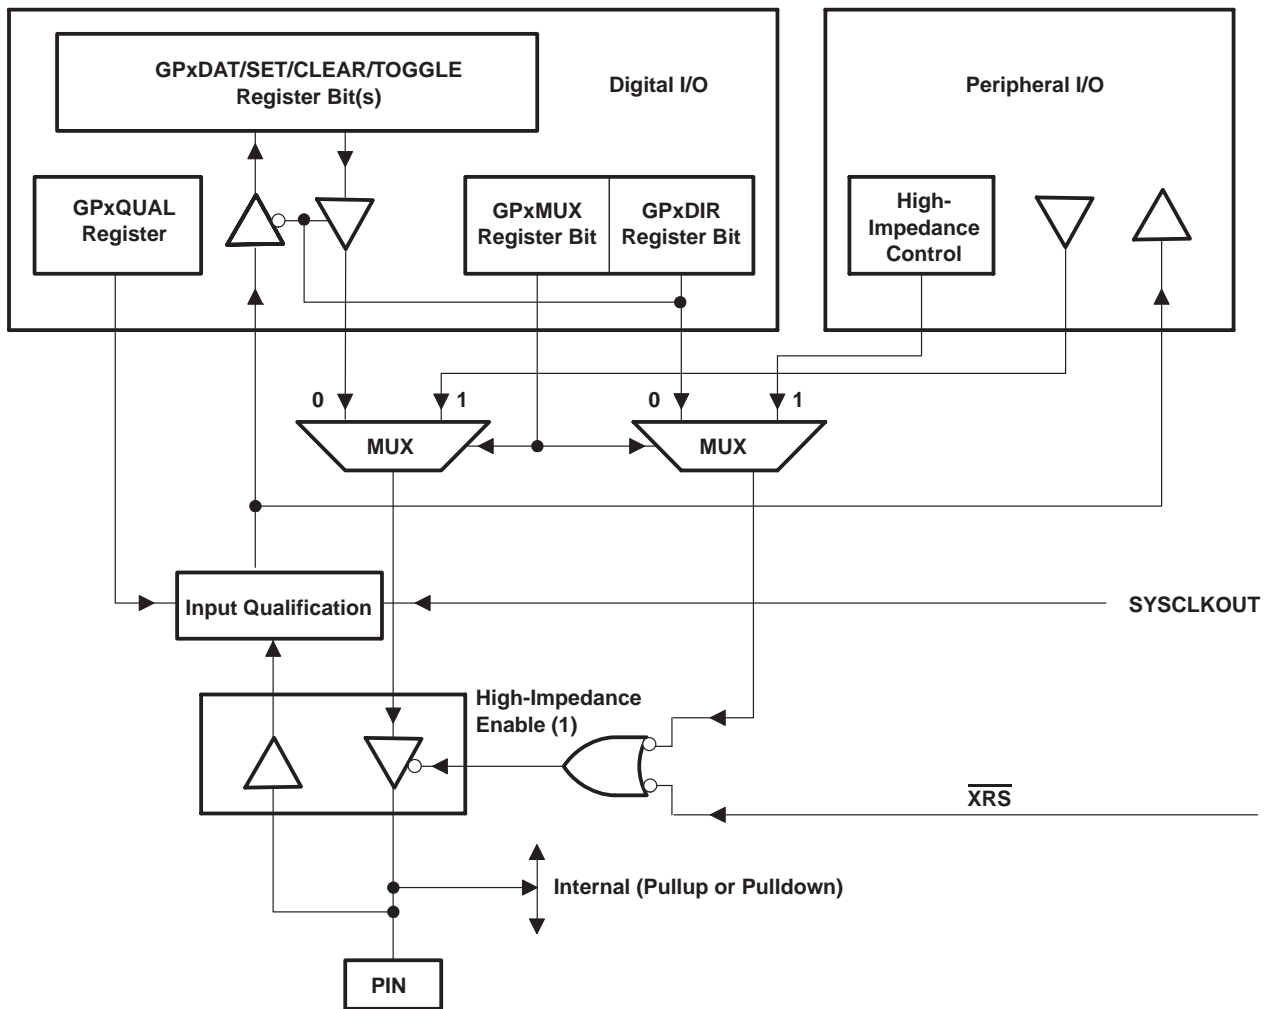 GPxDAT/SET/CLEAR/TOGGLE
Register Bit(s)
Digital I/O
Peripheral I/O
GPxQUAL
Register
GPxMUX
Register Bit
GPxDIR
Register Bit
High-
Impedance
Control
0
1
0
1
MUX
MUX
Input Qualification
SYSCLKOUT
High-Impedance
Enable (1)
XRS
Internal (Pullup or Pulldown)
PIN